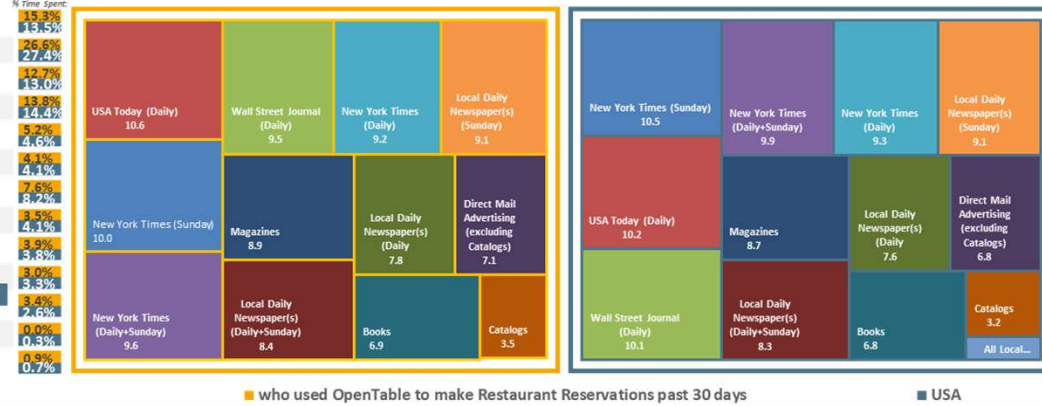 % Time Spent:
15.3%
13.5%
26.6%
27.4%
12.7%
13.0%
13.8%
14.4%
5.2%
4.6%
4.1%
4.1%
7.6%
8.2%
3.5%
4.1%
3.9%
3.8%
3.0%
3.3%
3.4%
2.6%
0.0%
0.3%
0.9%
0.7%
USA Today (Daily)
10.6
Wall Street Journal
(Daily)
9.5
New York Times
(Daily)
9.2
Local Daily
Newspaper(s)
(Sunday)
9.1
New York Times (Sunday)
10.0
Magazines
8.9
Local Daily
Newspaper(s)
(Daily
7.8
Direct Mail
Advertising
(excluding
Catalogs)
7.1
New York Times
(Daily+Sunday)
9.6
Local Daily
Newspaper(s)
(Daily+Sunday)
8.4
Books
6.9
Catalogs
3.5
New York Times (Sunday)
10.5
New York Times
(Daily+Sunday)
9.9
New York Times
(Daily)
9.3
Local Daily
Newspaper(s)
(Sunday)
9.1
USA Today (Daily)
10.2
Magazines
8.7
Local Daily
Newspaper(s)
(Daily
7.6
Direct Mail
Advertising
(excluding
Catalogs)
6.8
Wall Street Journal
(Daily)
10.1
Local Daily
Newspaper(s)
(Daily+Sunday)
8.3
Books
6.8
Catalogs
3.2
All Local...
who used OpenTable to make Restaurant Reservations past 30 days
USA